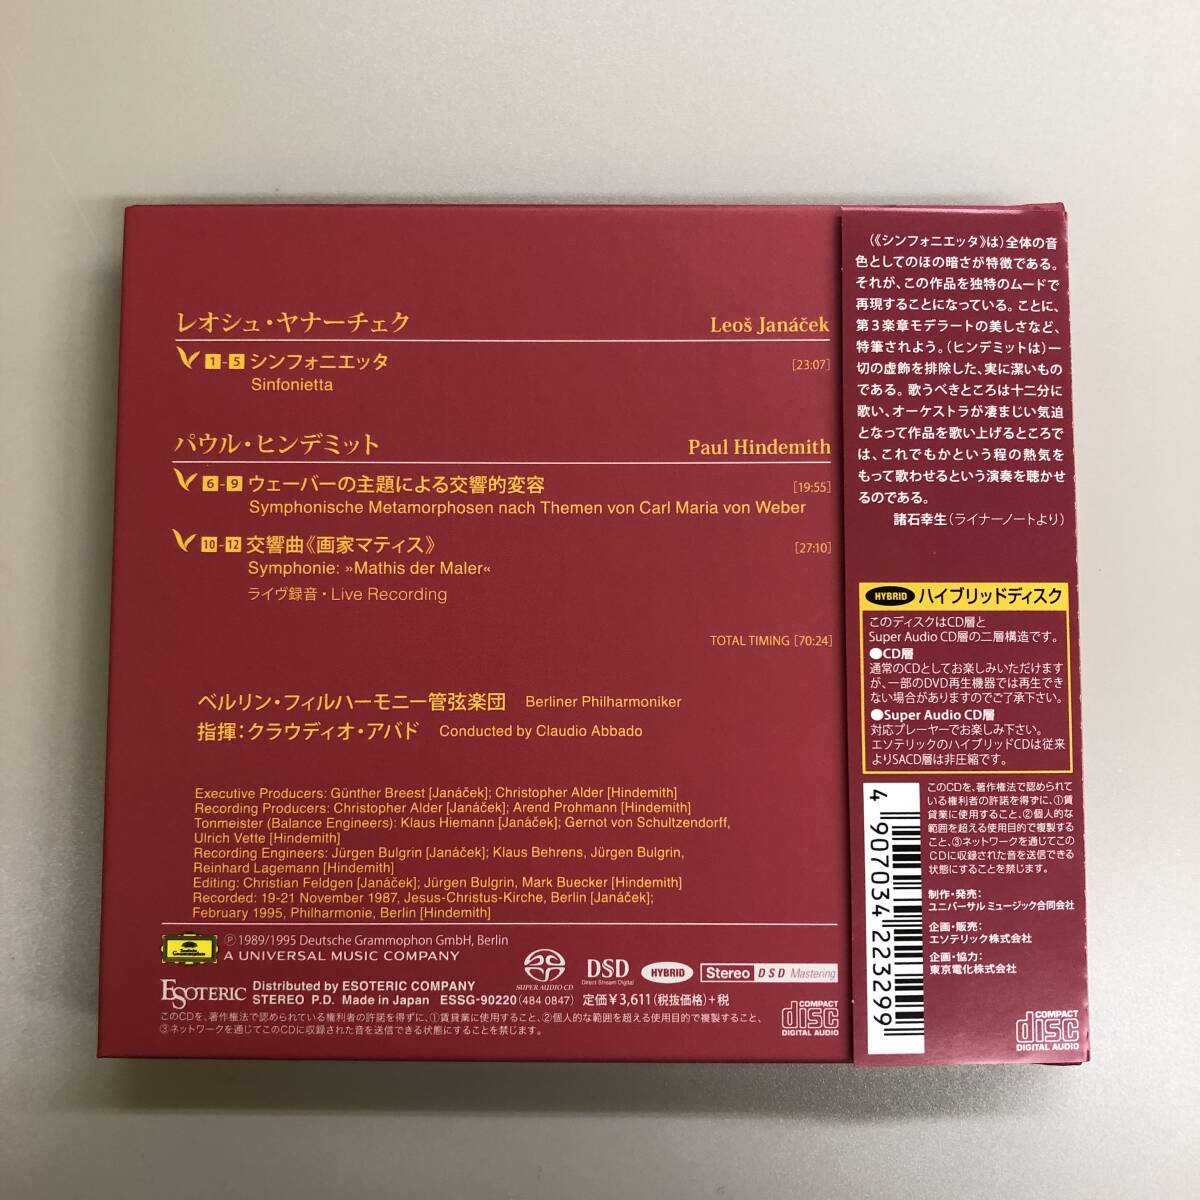 レオシュ・ヤナーチェク Leoš Janáček
1-5 シンフォニエッタ [23:07]
Sinfonietta
パウル・ヒンデミット Paul Hindemith
6-9 ウェーバーの主題による交響的変容 [19:55]
Symphonische Metamorphosen nach Themen von Carl Maria von Weber
10-12 交響曲《画家マティス》 [27:10]
Symphonie: »Mathis der Maler«
ライヴ録音・Live Recording
TOTAL TIMING [70:24]
ベルリン・フィルハーモニー管弦楽団 Berliner Philharmoniker
指揮：クラウディオ・アバド Conducted by Claudio Abbado
Executive Producers: Günther Breest [Janáček]; Christopher Alder [Hindemith]
Recording Producers: Christopher Alder [Janáček]; Arend Prohmann [Hindemith]
Tonmeister (Balance Engineers): Klaus Hiemann [Janáček]; Gernot von Schultzendorff,
Ulrich Vette [Hindemith]
Recording Engineers: Jürgen Bulgrin [Janáček]; Klaus Behrens, Jürgen Bulgrin,
Reinhard Lagemann [Hindemith]
Editing: Christian Feldgen [Janáček]; Jürgen Bulgrin, Mark Buecker [Hindemith]
Recorded: 19-21 November 1987, Jesus-Christus-Kirche, Berlin [Janáček];
February 1995, Philharmonie, Berlin [Hindemith]
Deutsche Grammophon
℗ 1989/1995 Deutsche Grammophon GmbH, Berlin
A UNIVERSAL MUSIC COMPANY
SUPER AUDIO CD
DSD
Direct Stream Digital
HYBRID
Stereo DSD Mastering
ESOTERIC
Distributed by ESOTERIC COMPANY
STEREO P.D. Made in Japan ESSG-90220 (484 0847) 定価￥3,611(税抜価格)+税
このCDを、著作権法で認められている権利者の許諾を得ずに、①賃貸業に使用すること、②個人的な範囲を超える使用目的で複製すること、
③ネットワークを通じてこのCDに収録された音を送信できる状態にすることを禁じます。
COMPACT
disc
DIGITAL AUDIO
(《シンフォニエッタ》は)全体の音
色としてのほの暗さが特徴である。
それが、この作品を独特のムードで
再現することになっている。ことに、
第3楽章モデラートの美しさなど、
特筆されよう。(ヒンデミットは)一
切の虚飾を排除した、実に潔いもの
である。歌うべきところは十二分に
歌い、オーケストラが凄まじい気迫
となって作品を歌い上げるところで
は、これでもかという程の熱気を
もって歌わせるという演奏を聴かせ
るのである。
諸石幸生(ライナーノートより)
HYBRID ハイブリッドディスク
このディスクはCD層と
Super Audio CD層の二層構造です。
●CD層
通常のCDとしてお楽しみいただけます
が、一部のDVD再生機器では再生でき
ない場合がありますのでご了承下さい。
●Super Audio CD層
対応プレーヤーでお楽しみ下さい。
エソテリックのハイブリッドCDは従来
よりSACD層は非圧縮です。
このCDを、著作権法で認められて
いる権利者の許諾を得ずに、①賃
貸業に使用すること、②個人的な
範囲を超える使用目的で複製する
こと、③ネットワークを通じてこの
CDに収録された音を送信できる
状態にすることを禁じます。
制作・発売：
ユニバーサル ミュージック合同会社
企画・販売：
エソテリック株式会社
企画・協力：
東京電化株式会社
4 907034 223299
COMPACT
disc
DIGITAL AUDIO